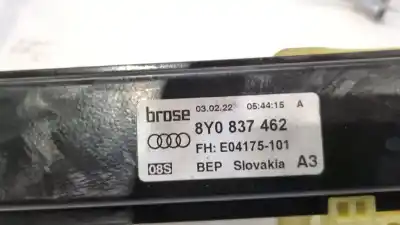 brose 03.02.22 05:44:15 A
8Y0 837 462
FH: E04175-101
08S BEP Slovakia A3